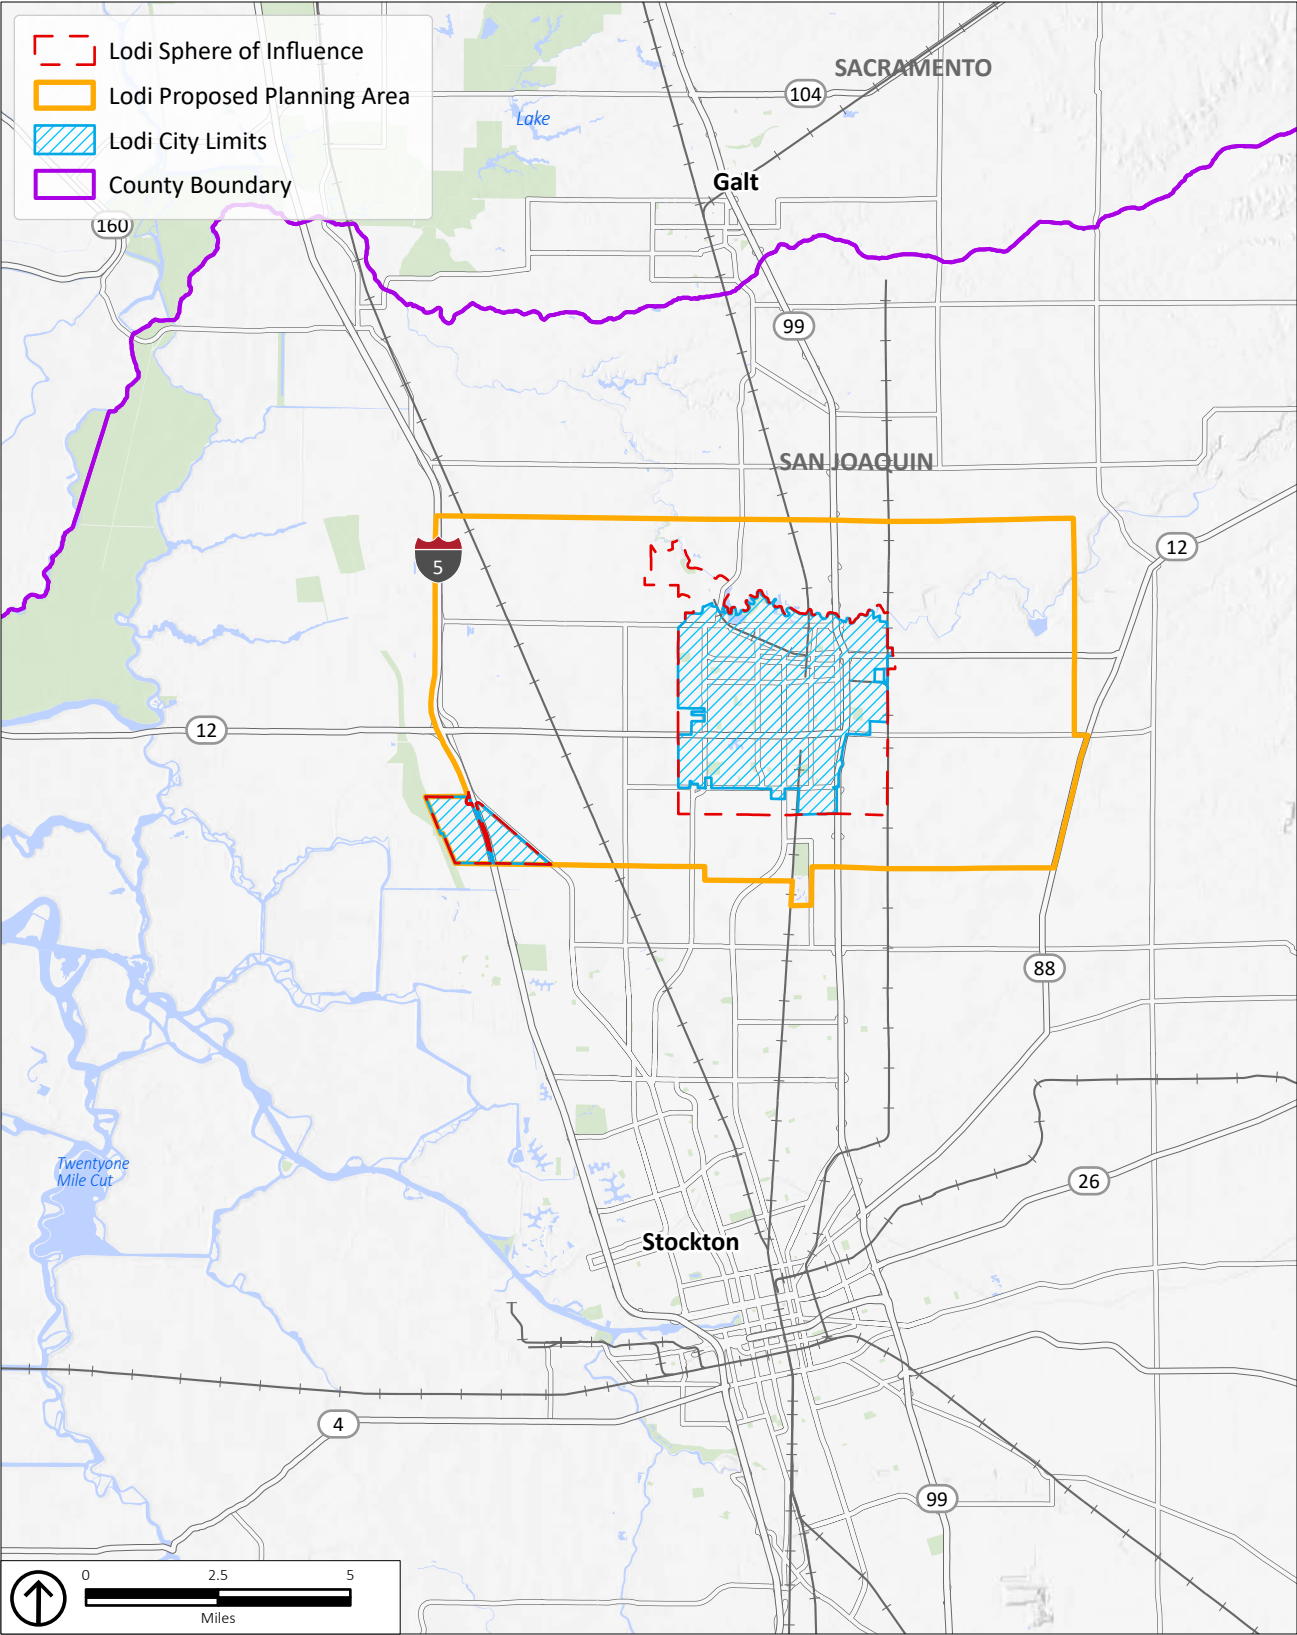 Lodi Sphere of Influence
Lodi Proposed Planning Area
Lodi City Limits
County Boundary
SACRAMENTO
104
Lake
Galt
160
99
SAN JOAQUIN
12
5
12
88
Twentyone
Mile Cut
26
Stockton
4
99
0 2.5 5
Miles